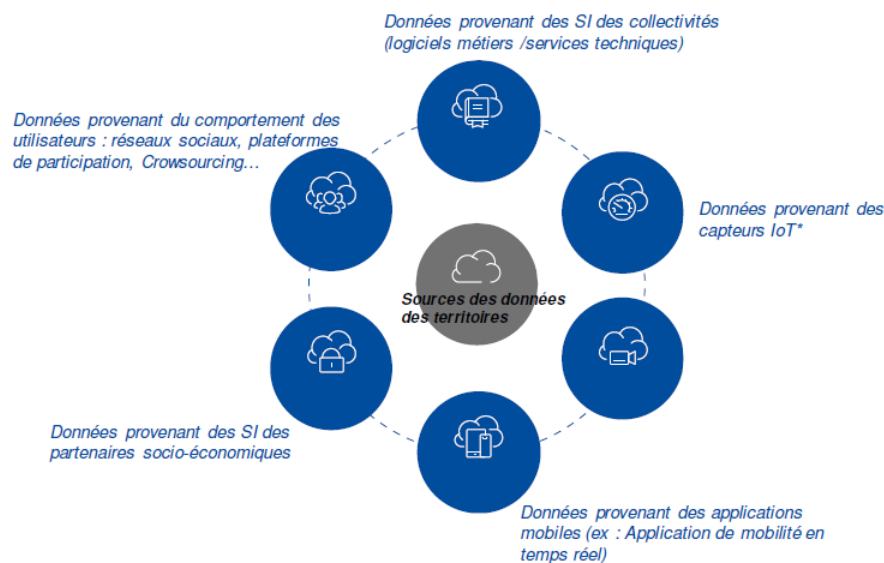 Données provenant des SI des collectivités
(logiciels métiers /services techniques)
Données provenant du comportement des
utilisateurs : réseaux sociaux, plateformes
de participation, Crowsourcing…
Données provenant des
capteurs IoT*
Sources des données
des territoires
Données provenant des SI des
partenaires socio-économiques
Données provenant des applications
mobiles (ex : Application de mobilité en
temps réel)